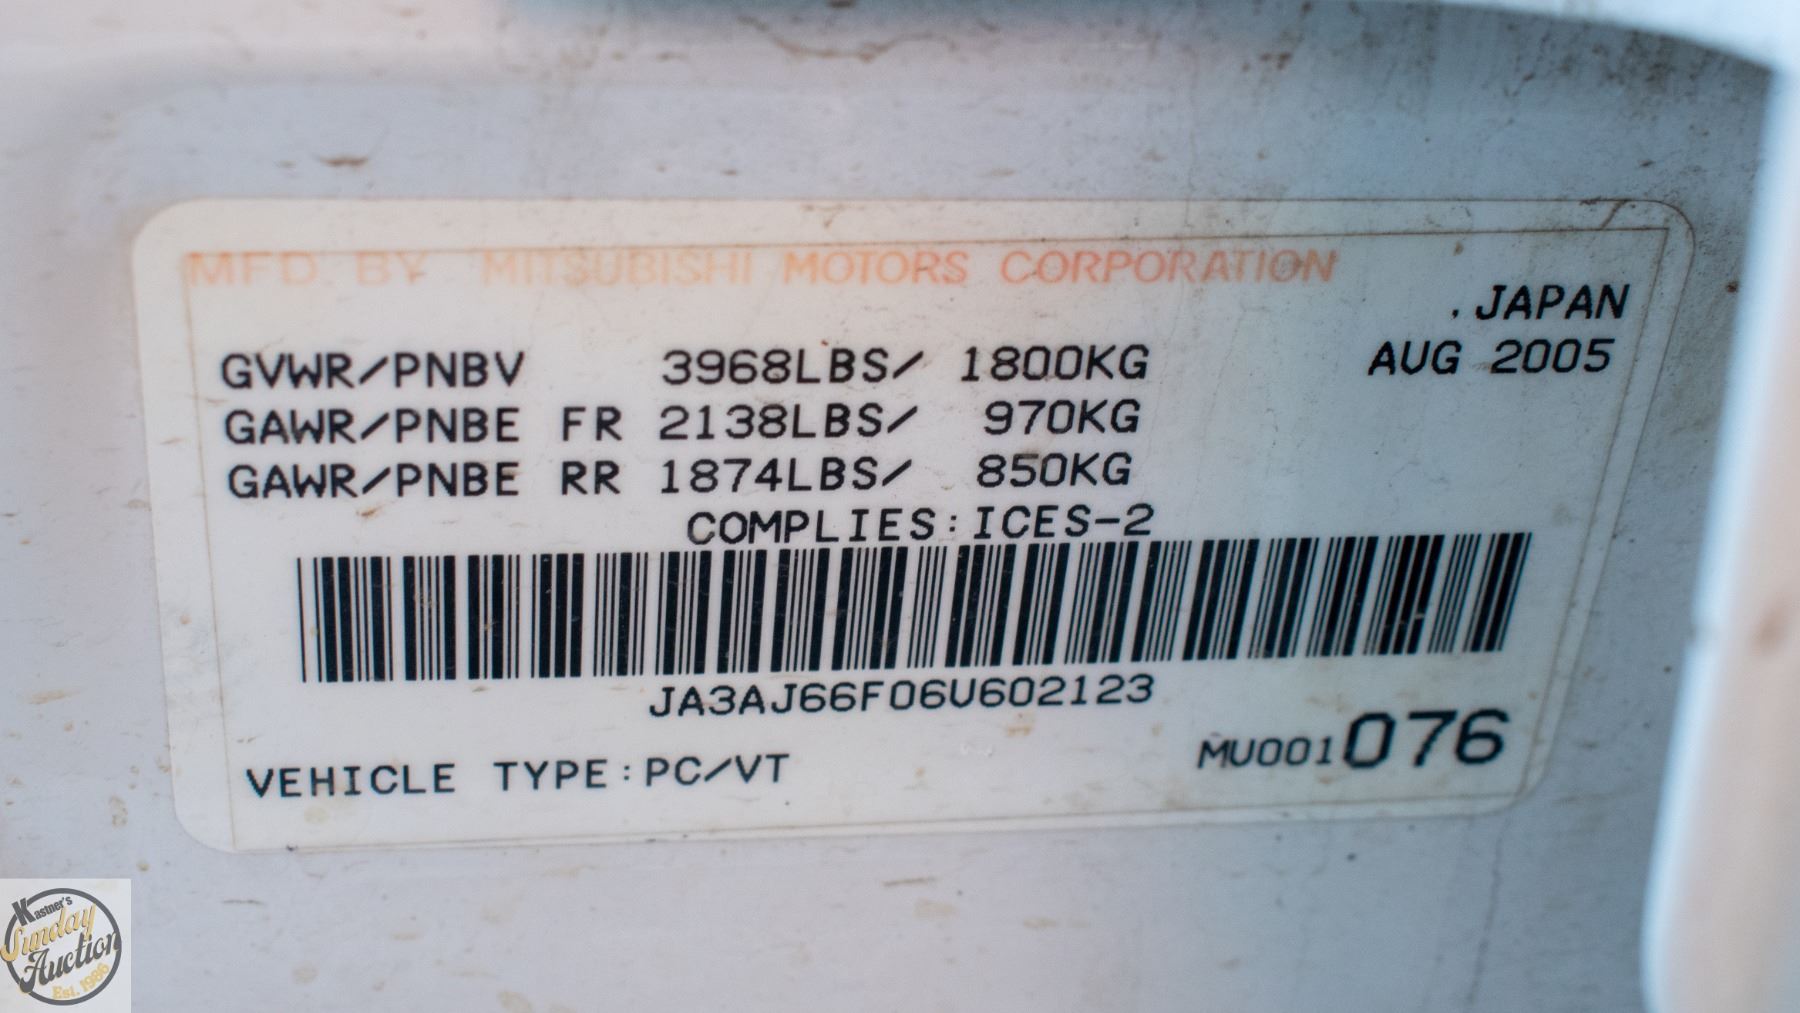 MFD. BY MITSUBISHI MOTORS CORPORATION
.JAPAN
GVWR/PNBV 3968LBS/ 1800KG AUG 2005
GAWR/PNBE FR 2138LBS/ 970KG
GAWR/PNBE RR 1874LBS/ 850KG
COMPLIES:ICES-2
JA3AJ66F06U602123
VEHICLE TYPE:PC/VT MU001076
Kastner's
Sunday
Auction
Est. 1986